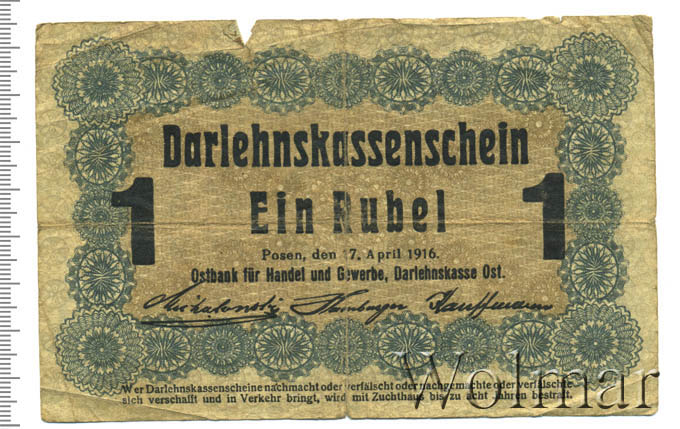 Darlehnskassenschein
1 Ein Rubel 1
Posen, den 17. April 1916.
Ostbank für Handel und Gewerbe, Darlehnskasse Ost.
Kauffmann
Wer Darlehnskassenscheine nachmacht oder verfälscht oder nachgemachte oder verfälschte
sich verschafft und in Verkehr bringt, wird mit Zuchthaus bis zu acht Jahren bestraft.
Wolmar